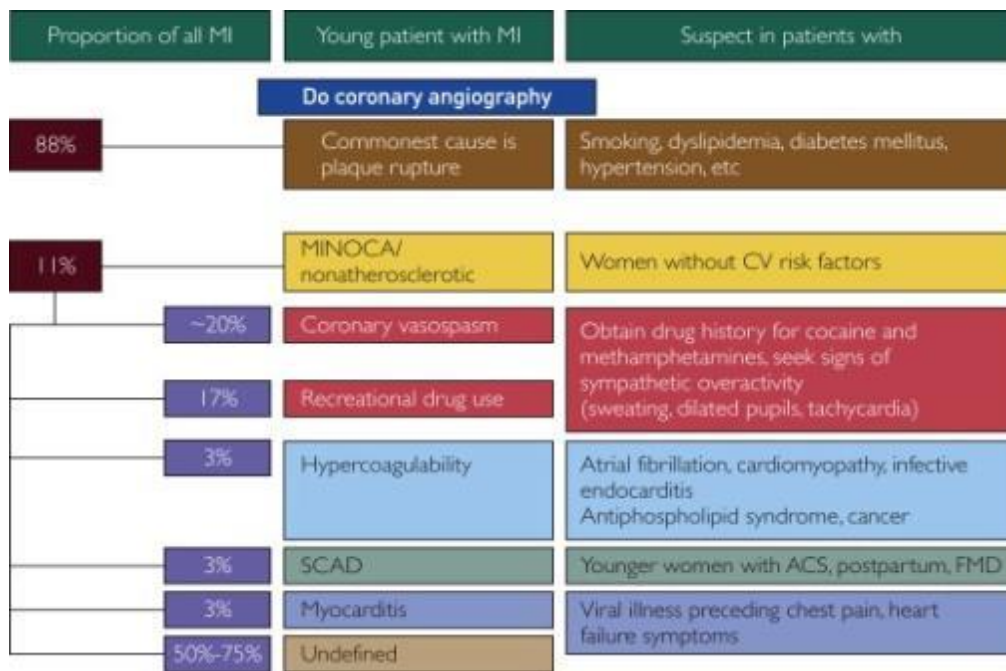 Proportion of all MI
Young patient with MI
Suspect in patients with
Do coronary angiography
88%
Commonest cause is
plaque rupture
Smoking, dyslipidemia, diabetes mellitus,
hypertension, etc
11%
MINOCA/
nonatherosclerotic
Women without CV risk factors
~20%
Coronary vasospasm
Obtain drug history for cocaine and
methamphetamines, seek signs of
sympathetic overactivity
(sweating, dilated pupils, tachycardia)
17%
Recreational drug use
3%
Hypercoagulability
Atrial fibrillation, cardiomyopathy, infective
endocarditis
Antiphospholipid syndrome, cancer
3%
SCAD
Younger women with ACS, postpartum, FMD
3%
Myocarditis
Viral illness preceding chest pain, heart
failure symptoms
50%-75%
Undefined